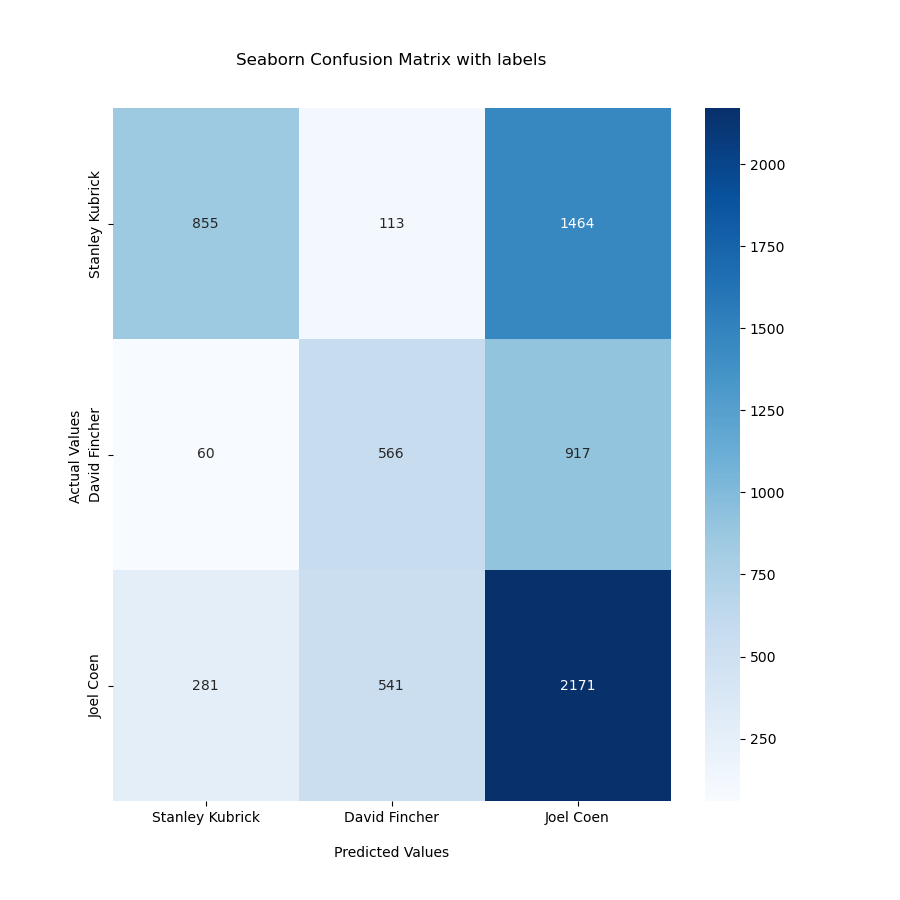 Seaborn Confusion Matrix with labels
Actual Values
Stanley Kubrick
855 113 1464
David Fincher
60 566 917
Joel Coen
281 541 2171
Stanley Kubrick David Fincher Joel Coen
Predicted Values
2000
1750
1500
1250
1000
750
500
250